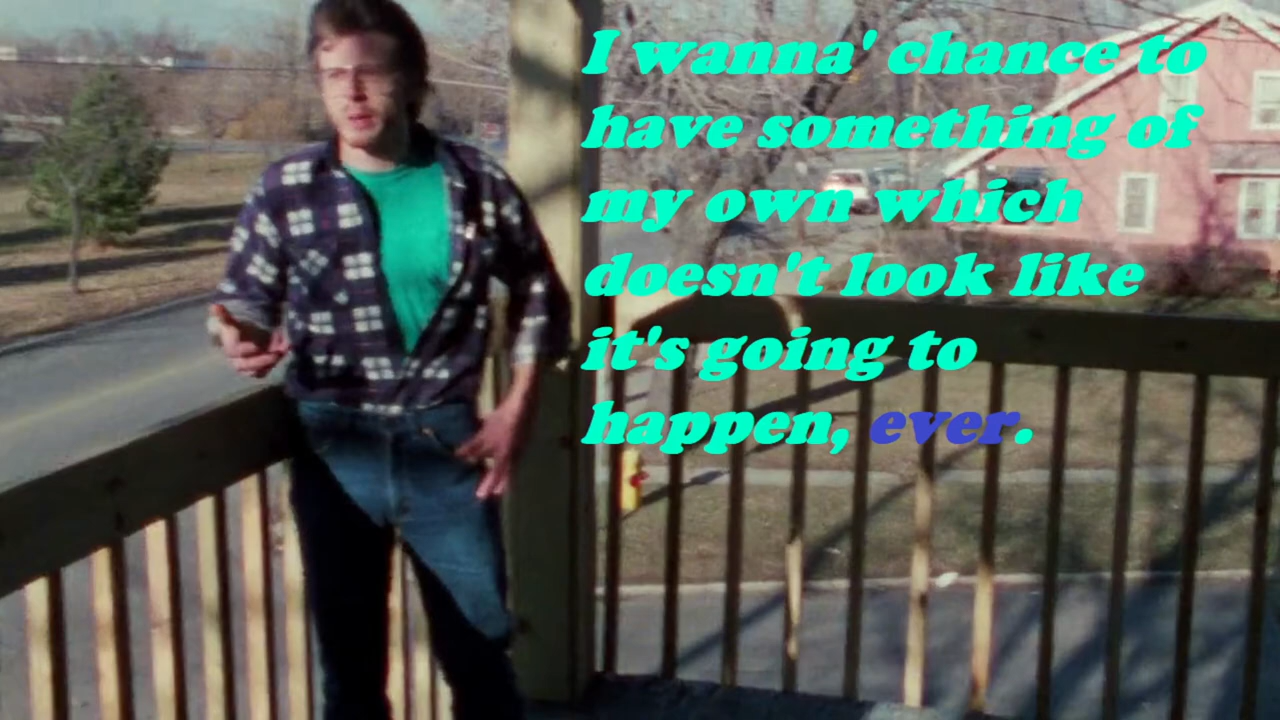 I wanna' chance to
have something of
my own which
doesn't look like
it's going to
happen, ever.